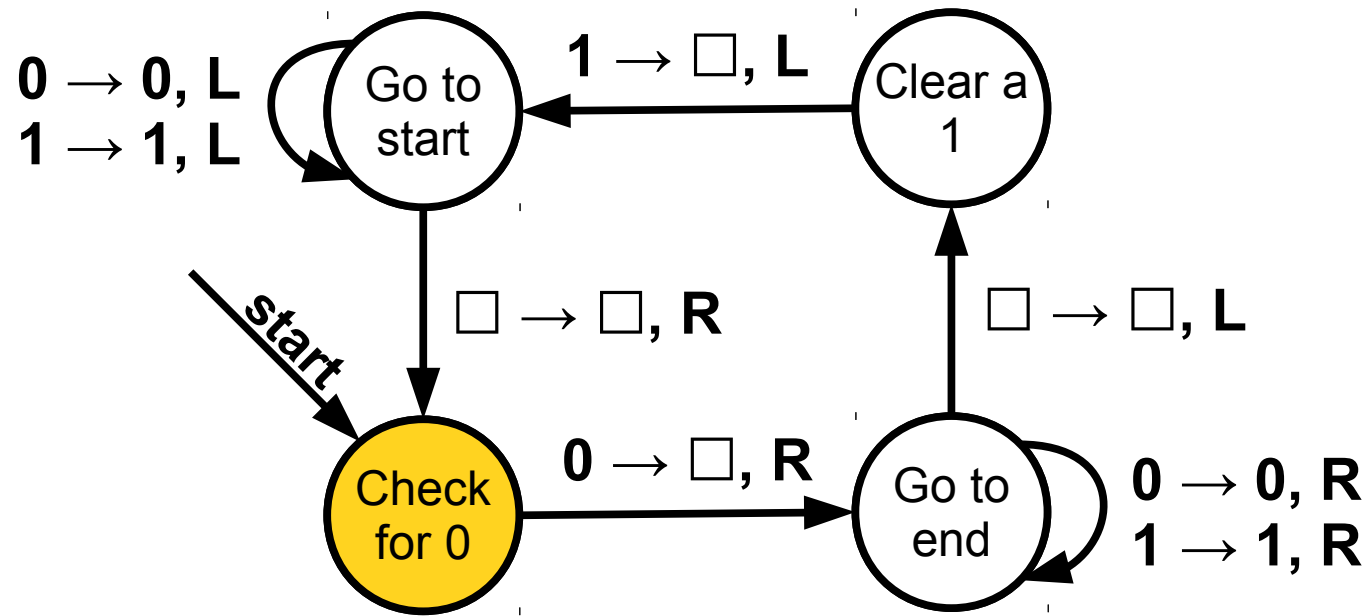 0 → 0, L
1 → 1, L
Go to
start
1 → □, L
Clear a
1
start
□ → □, R
□ → □, L
Check
for 0
0 → □, R
Go to
end
0 → 0, R
1 → 1, R